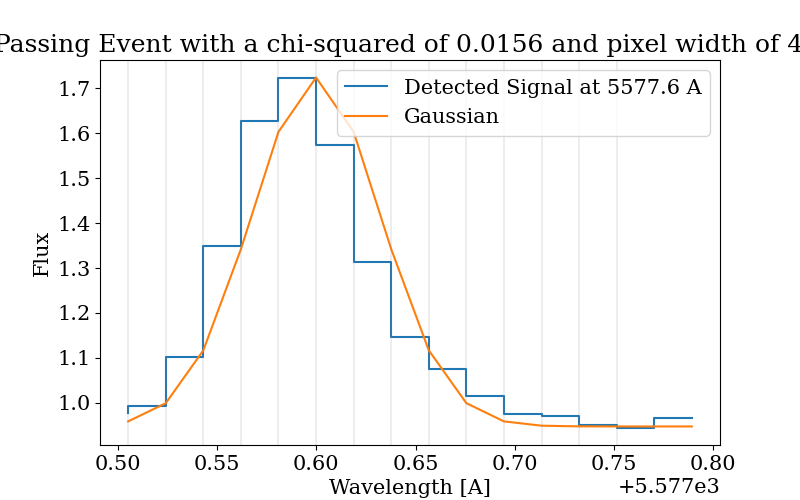 Passing Event with a chi-squared of 0.0156 and pixel width of 4
Detected Signal at 5577.6 A
Gaussian
Flux
1.7
1.6
1.5
1.4
1.3
1.2
1.1
1.0
0.50 0.55 0.60 0.65 0.70 0.75 0.80
+5.577e3
Wavelength [A]